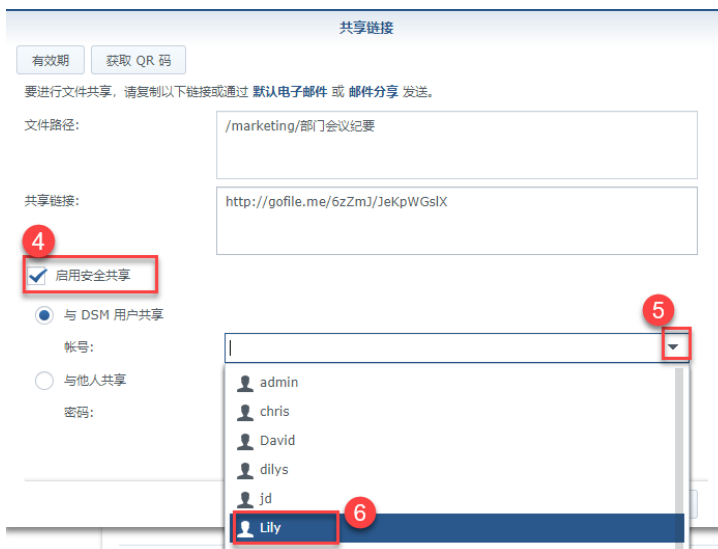 共享链接
有效期 获取 QR 码
要进行文件共享，请复制以下链接或通过 默认电子邮件 或 邮件分享 发送。
文件路径: /marketing/部门会议纪要
共享链接: http://gofile.me/6zZmJ/JeKpWGslX
4
启用安全共享
与 DSM 用户共享
5
帐号:
与他人共享
密码:
admin
chris
David
dilys
jd
6
Lily